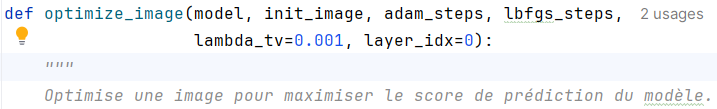 def optimize_image(model, init_image, adam_steps, lbfgs_steps, 2 usages
lambda_tv=0.001, layer_idx=0):
"""
Optimise une image pour maximiser le score de prédiction du modèle.